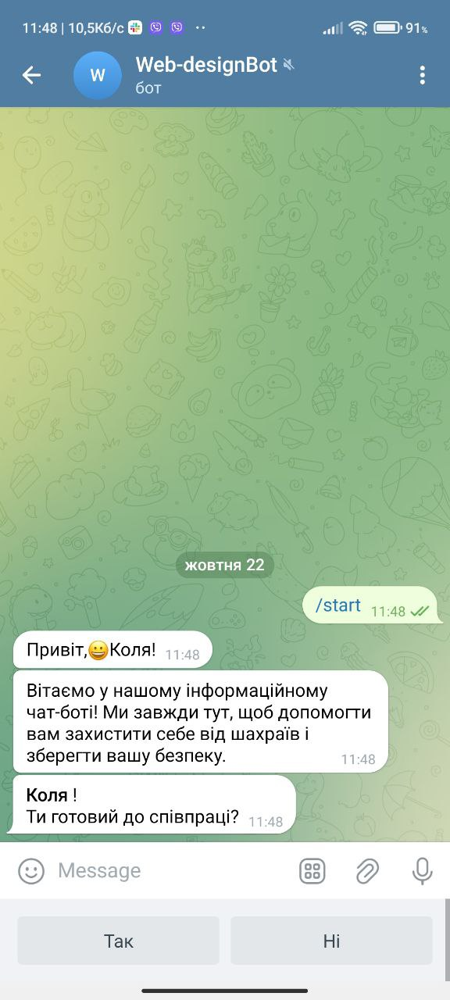 11:48 | 10,5Кб/с 91%
W
Web-designBot
бот
жовтня 22
/start 11:48
Привіт,😀Коля! 11:48
Вітаємо у нашому інформаційному
чат-боті! Ми завжди тут, щоб допомогти
вам захистити себе від шахраїв і
зберегти вашу безпеку. 11:48
Коля !
Ти готовий до співпраці? 11:48
Message
Так Ні